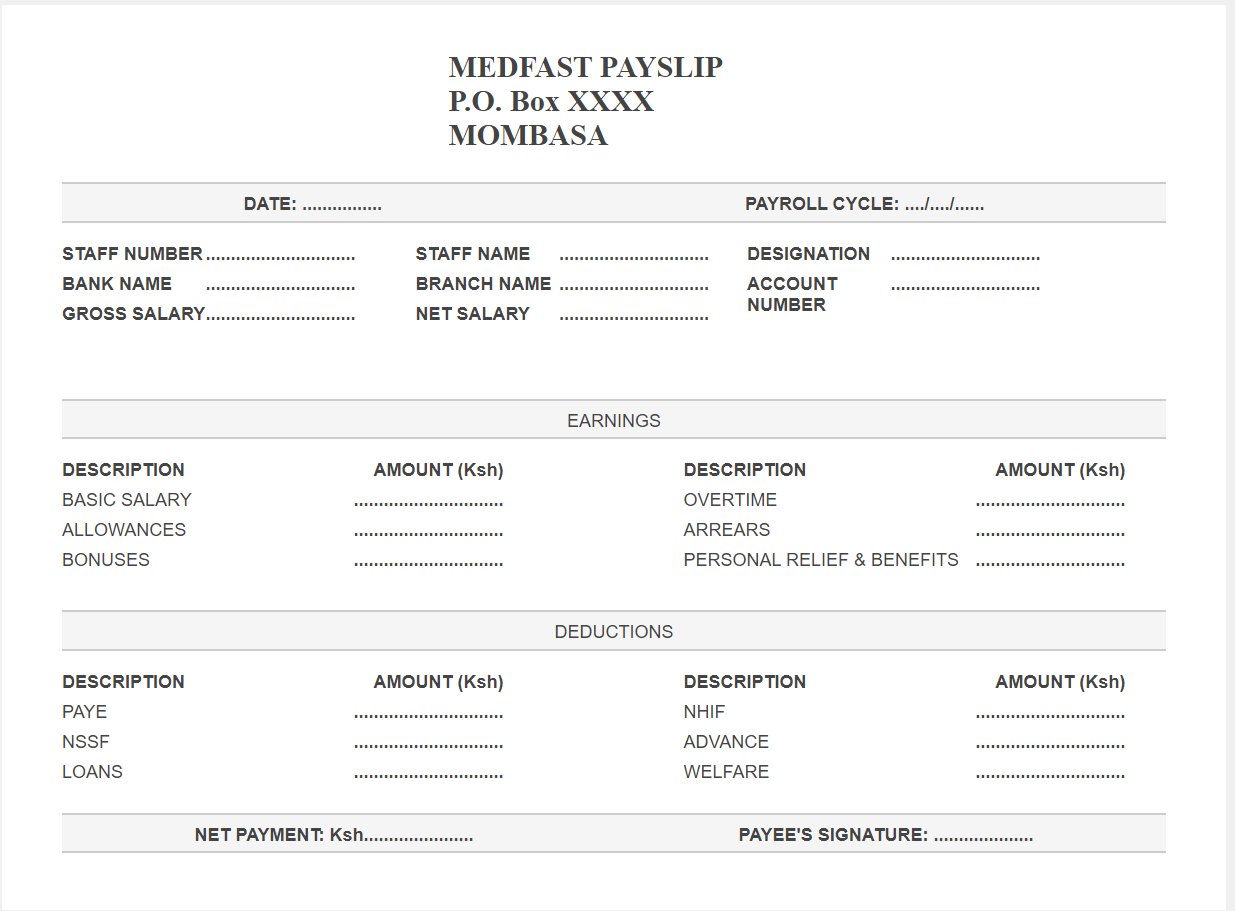 MEDFAST PAYSLIP
P.O. Box XXXX
MOMBASA
DATE: ................ PAYROLL CYCLE: ..../..../......
STAFF NUMBER .............................. STAFF NAME .............................. DESIGNATION ..............................
BANK NAME .............................. BRANCH NAME .............................. ACCOUNT NUMBER ..............................
GROSS SALARY.............................. NET SALARY ..............................
EARNINGS
DESCRIPTION AMOUNT (Ksh) DESCRIPTION AMOUNT (Ksh)
BASIC SALARY .............................. OVERTIME ..............................
ALLOWANCES .............................. ARREARS ..............................
BONUSES .............................. PERSONAL RELIEF & BENEFITS ..............................
DEDUCTIONS
DESCRIPTION AMOUNT (Ksh) DESCRIPTION AMOUNT (Ksh)
PAYE .............................. NHIF ..............................
NSSF .............................. ADVANCE ..............................
LOANS .............................. WELFARE ..............................
NET PAYMENT: Ksh...................... PAYEE'S SIGNATURE: ....................